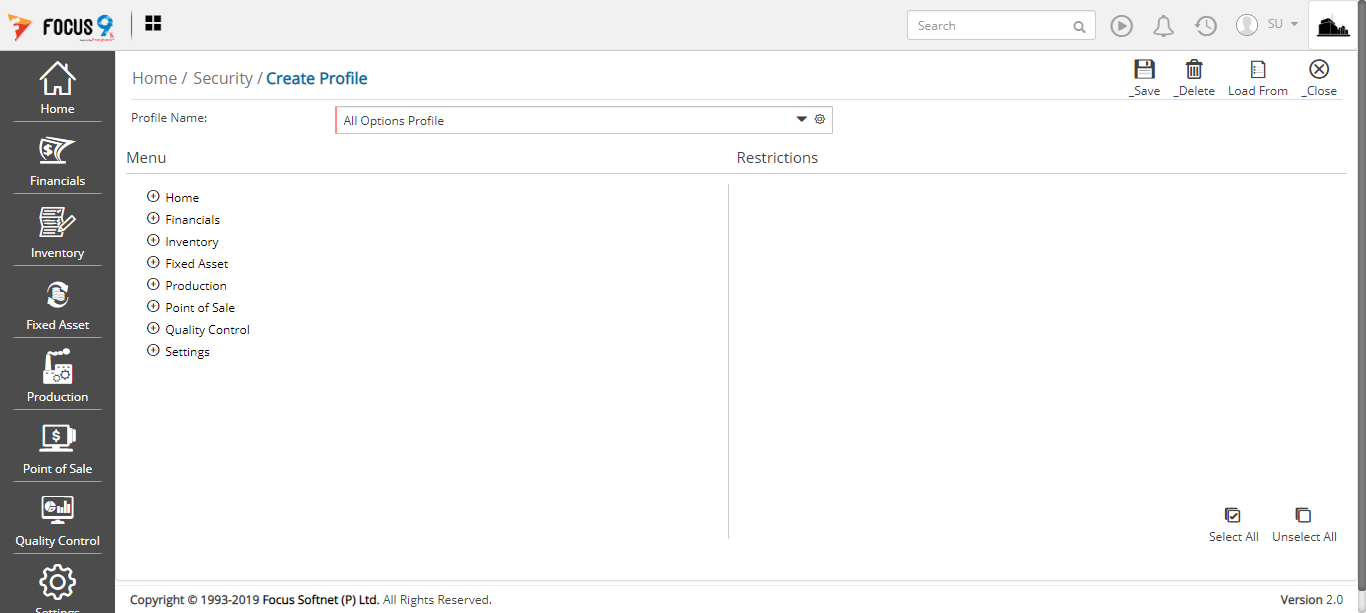 FOCUS 9
Search
SU
Home
Financials
Inventory
Fixed Asset
Production
Point of Sale
Quality Control
Settings
Home / Security / Create Profile
_Save
_Delete
Load From
_Close
Profile Name:
All Options Profile
Menu
Restrictions
Home
Financials
Inventory
Fixed Asset
Production
Point of Sale
Quality Control
Settings
Select All
Unselect All
Copyright © 1993-2019 Focus Softnet (P) Ltd. All Rights Reserved.
Version 2.0